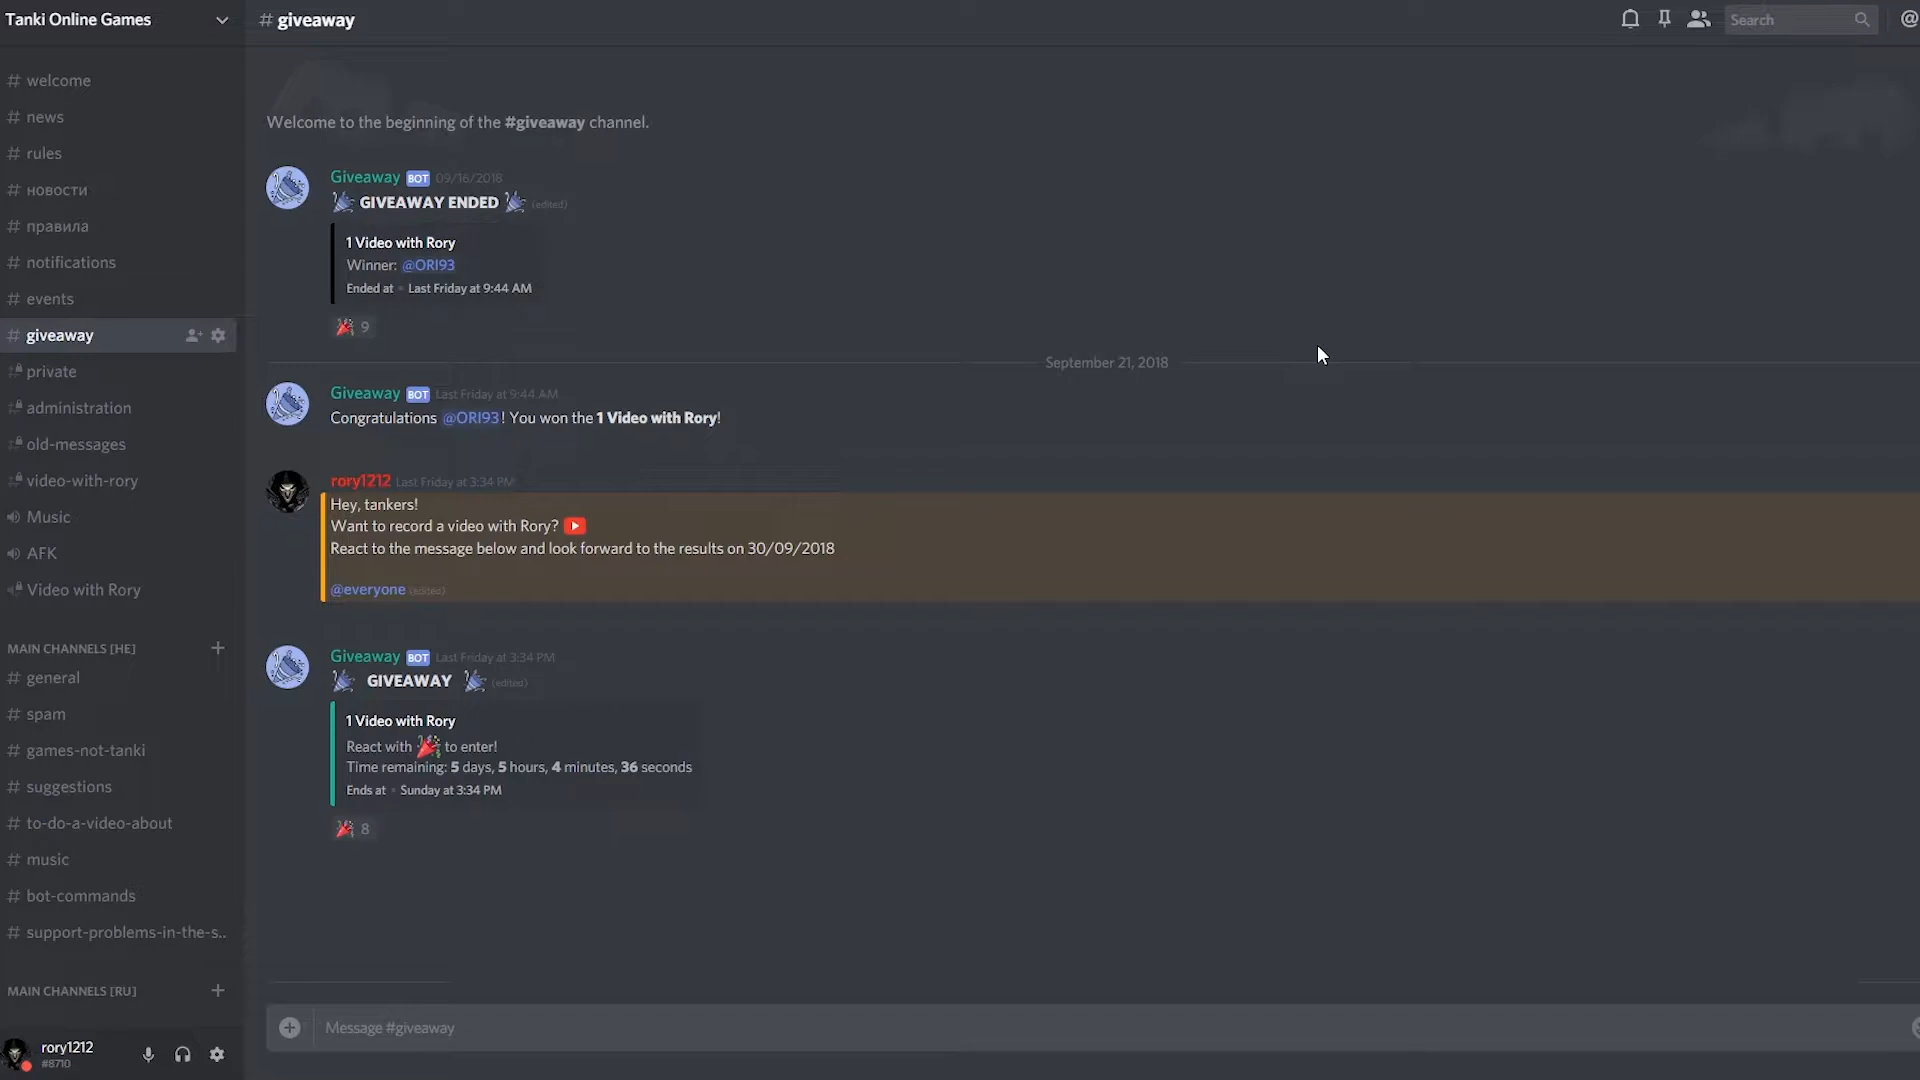 Tanki Online Games
# welcome
# news
# rules
# новости
# правила
# notifications
# events
# giveaway
private
administration
old-messages
video-with-rory
Music
AFK
Video with Rory
MAIN CHANNELS [HE] +
# general
# spam
# games-not-tanki
# suggestions
# to-do-a-video-about
# music
# bot-commands
# support-problems-in-the-s..
MAIN CHANNELS [RU] +
rory1212
#8710
# giveaway
Search @
Welcome to the beginning of the #giveaway channel.
Giveaway BOT 09/16/2018
GIVEAWAY ENDED (edited)
1 Video with Rory
Winner: @ORI93
Ended at • Last Friday at 9:44 AM
9
September 21, 2018
Giveaway BOT Last Friday at 9:44 AM
Congratulations @ORI93! You won the 1 Video with Rory!
rory1212 Last Friday at 3:34 PM
Hey, tankers!
Want to record a video with Rory?
React to the message below and look forward to the results on 30/09/2018
@everyone (edited)
Giveaway BOT Last Friday at 3:34 PM
GIVEAWAY (edited)
1 Video with Rory
React with to enter!
Time remaining: 5 days, 5 hours, 4 minutes, 36 seconds
Ends at • Sunday at 3:34 PM
8
Message #giveaway